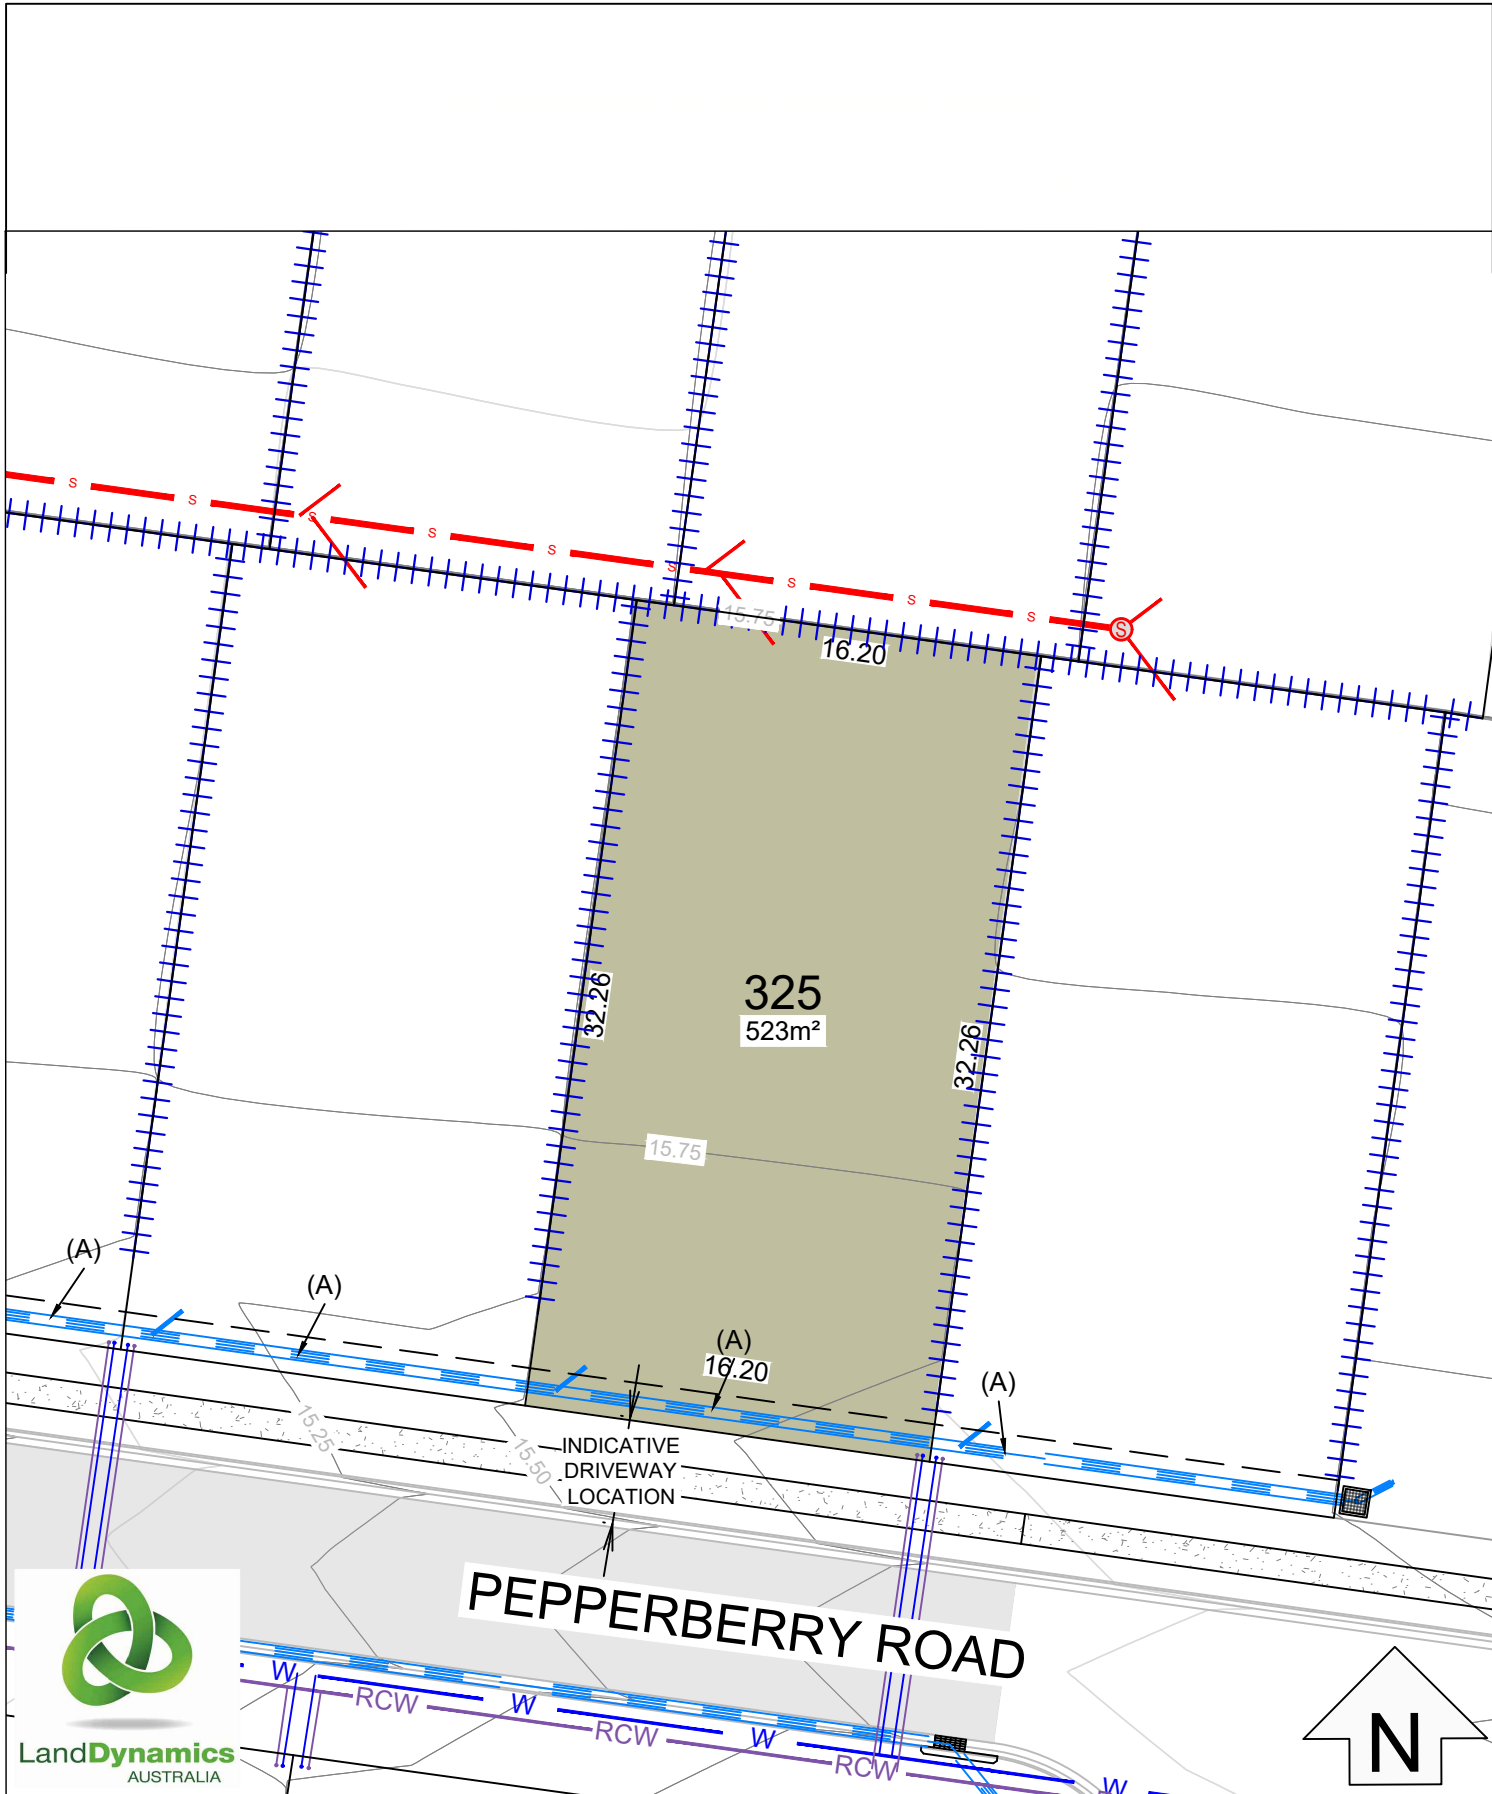 S S S S S S S S S
S
15.75
16.20
32.26
325
523m²
32.26
15.75
(A)
(A)
(A)
16.20
(A)
15.25
15.50
INDICATIVE
DRIVEWAY
LOCATION
PEPPERBERRY ROAD
W W W W
RCW RCW RCW
LandDynamics
AUSTRALIA
N